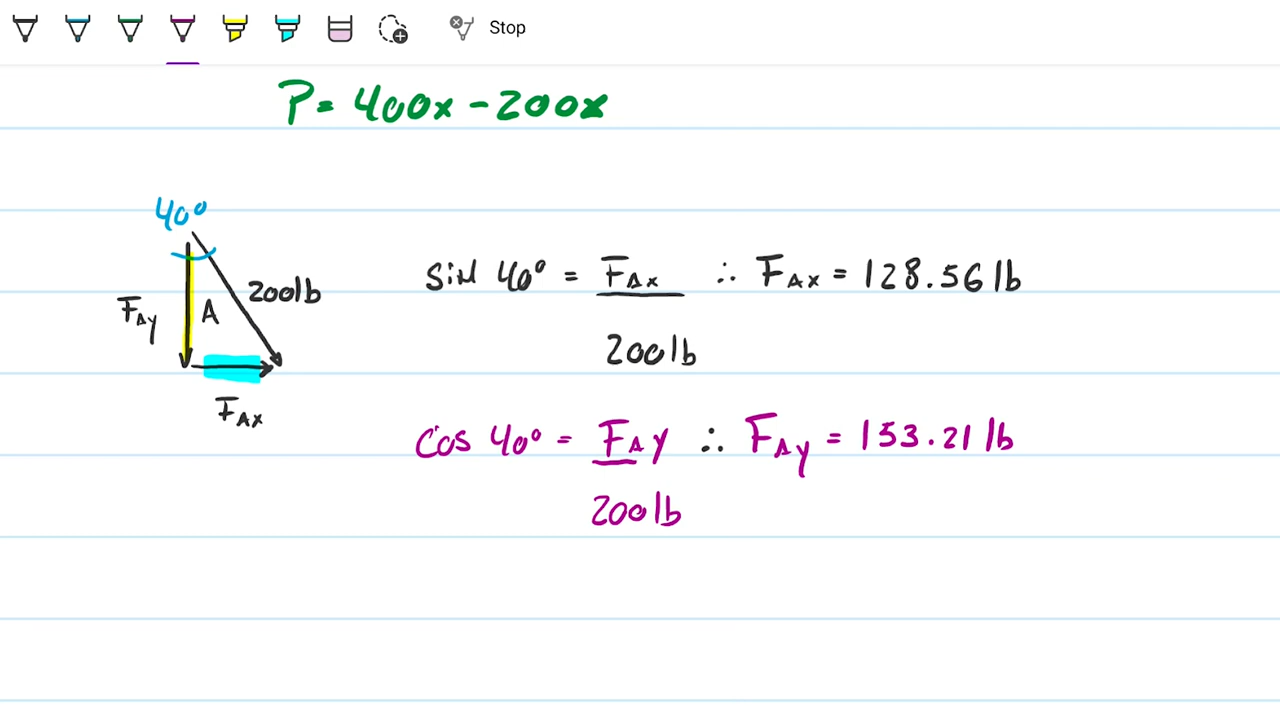 Stop
P = 400x - 200x
40°
sin 40° = FAx ∴ FAx = 128.56 lb
200lb
FAy
A
200lb
FAx
cos 40° = FAy ∴ FAy = 153.21 lb
200lb